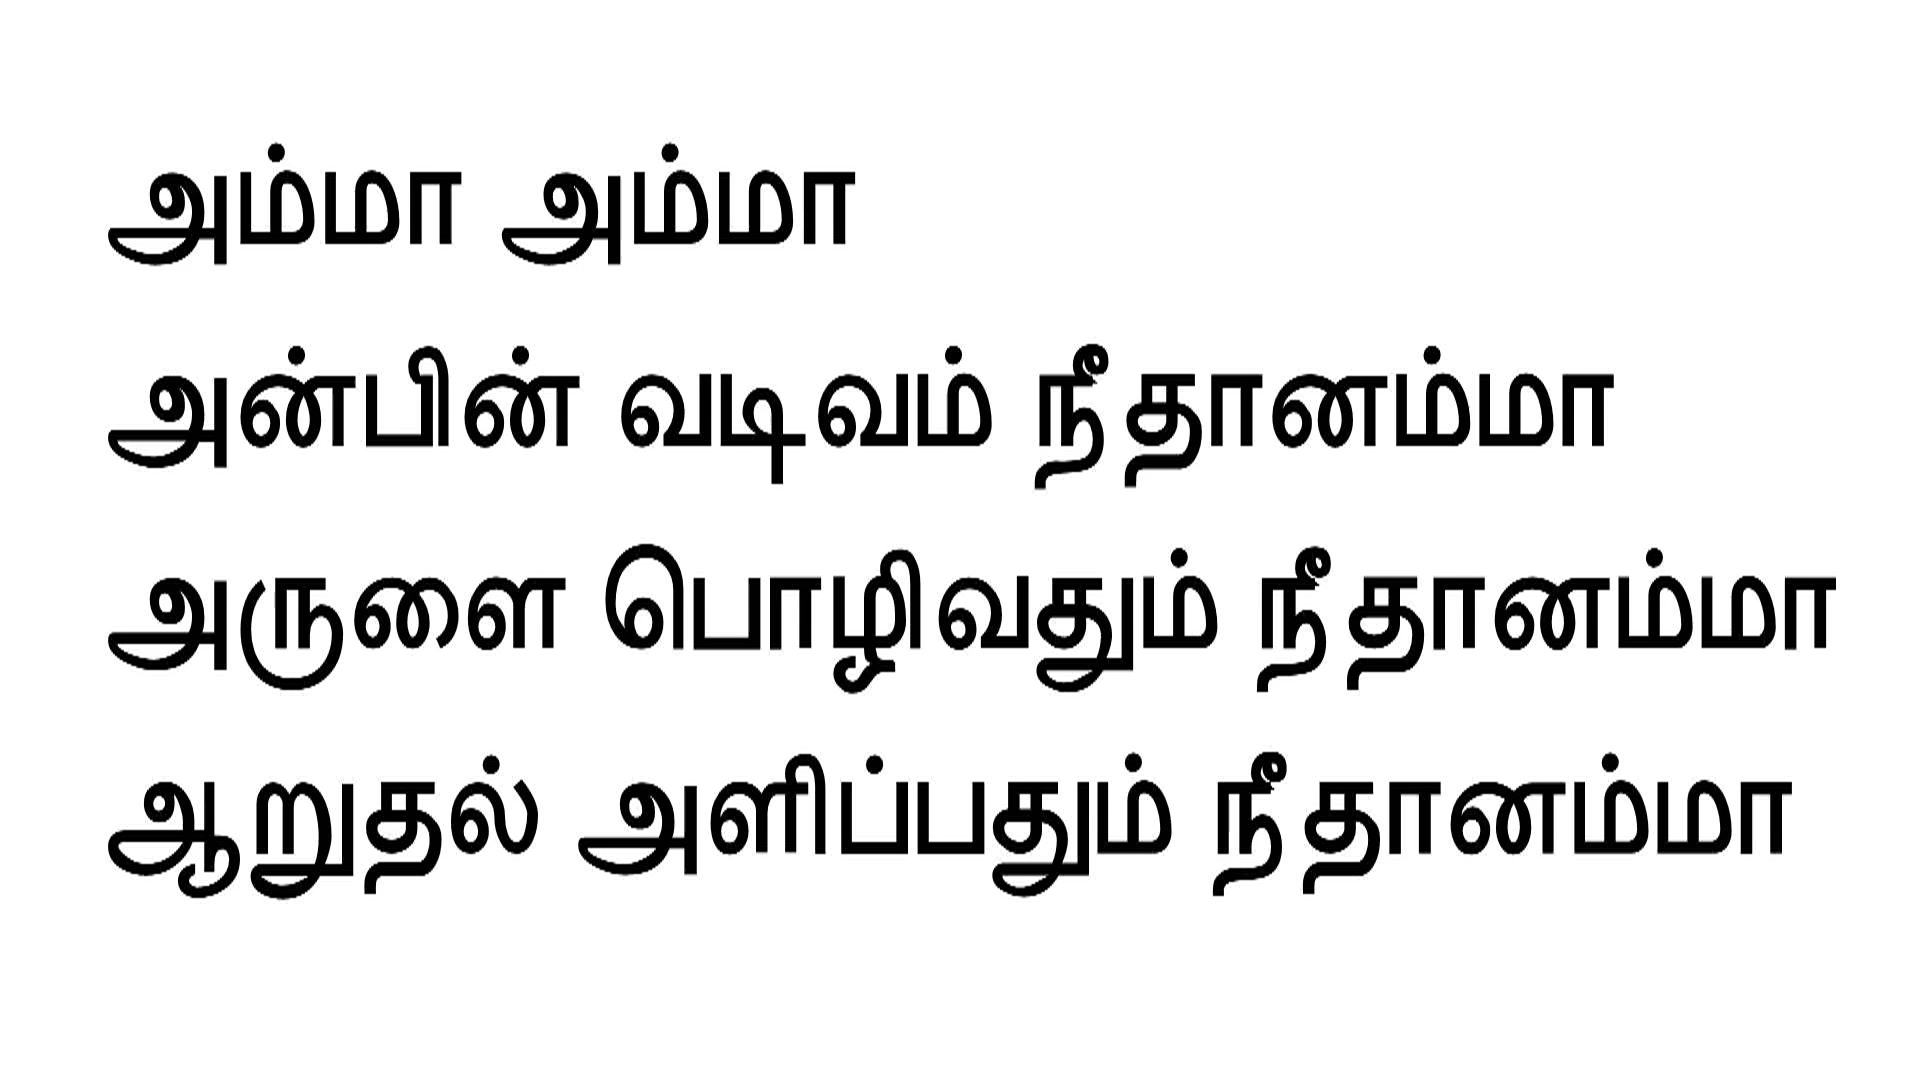 அம்மா அம்மா
அன்பின் வடிவம் நீதானம்மா
அருளை பொழிவதும் நீதானம்மா
ஆறுதல் அளிப்பதும் நீதானம்மா